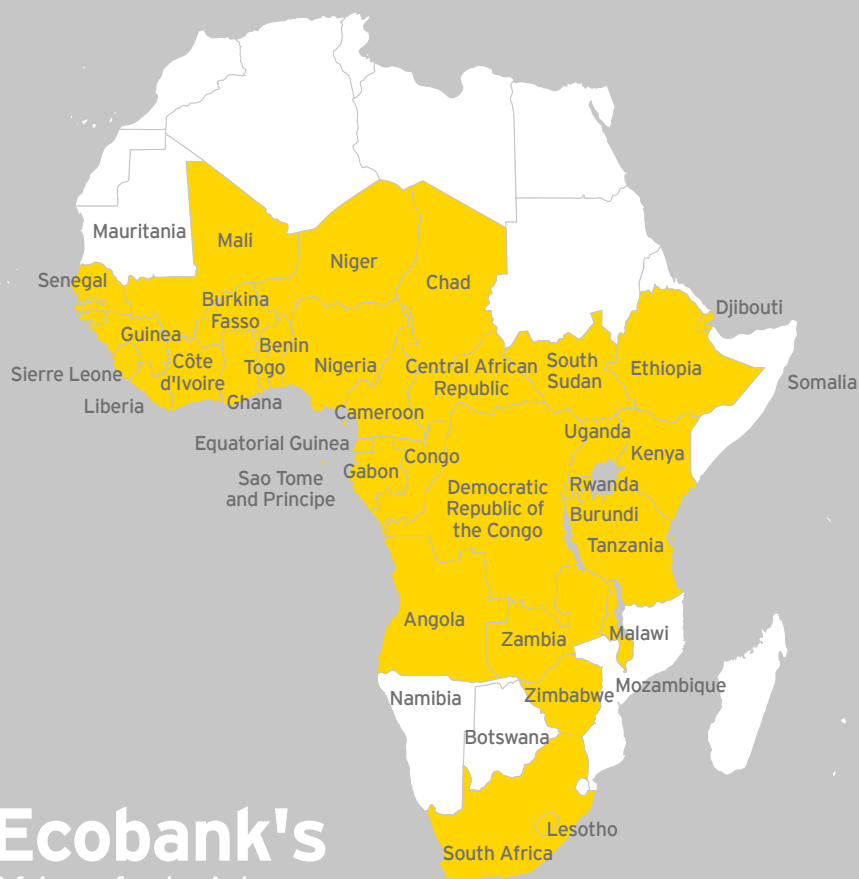 Mauritania
Mali
Niger
Chad
Senegal
Burkina
Fasso
Djibouti
Guinea
Benin
Côte
d'Ivoire
Togo
Nigeria
Central African
Republic
South
Sudan
Ethiopia
Sierre Leone
Somalia
Liberia
Ghana
Cameroon
Uganda
Equatorial Guinea
Congo
Kenya
Gabon
Sao Tome
and Principe
Democratic
Republic of
the Congo
Rwanda
Burundi
Tanzania
Angola
Zambia
Malawi
Namibia
Zimbabwe
Mozambique
Botswana
Lesotho
South Africa
Ecobank's